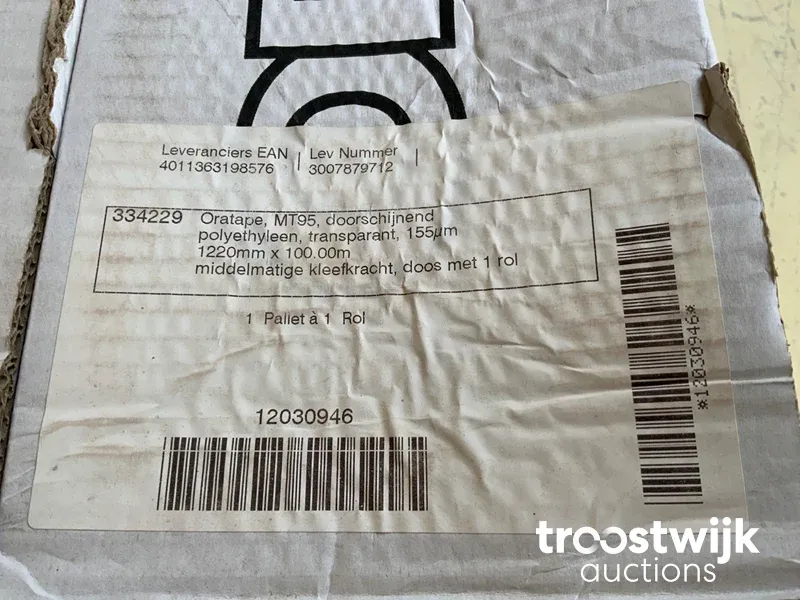 Leveranciers EAN | Lev Nummer |
4011363198576 | 3007879712
334229 Oratape, MT95, doorschijnend
polyethyleen, transparant, 155µm
1220mm x 100.00m
middelmatige kleefkracht, doos met 1 rol
1 Pallet à 1 Rol
12030946
*12030946*
troostwijk
auctions